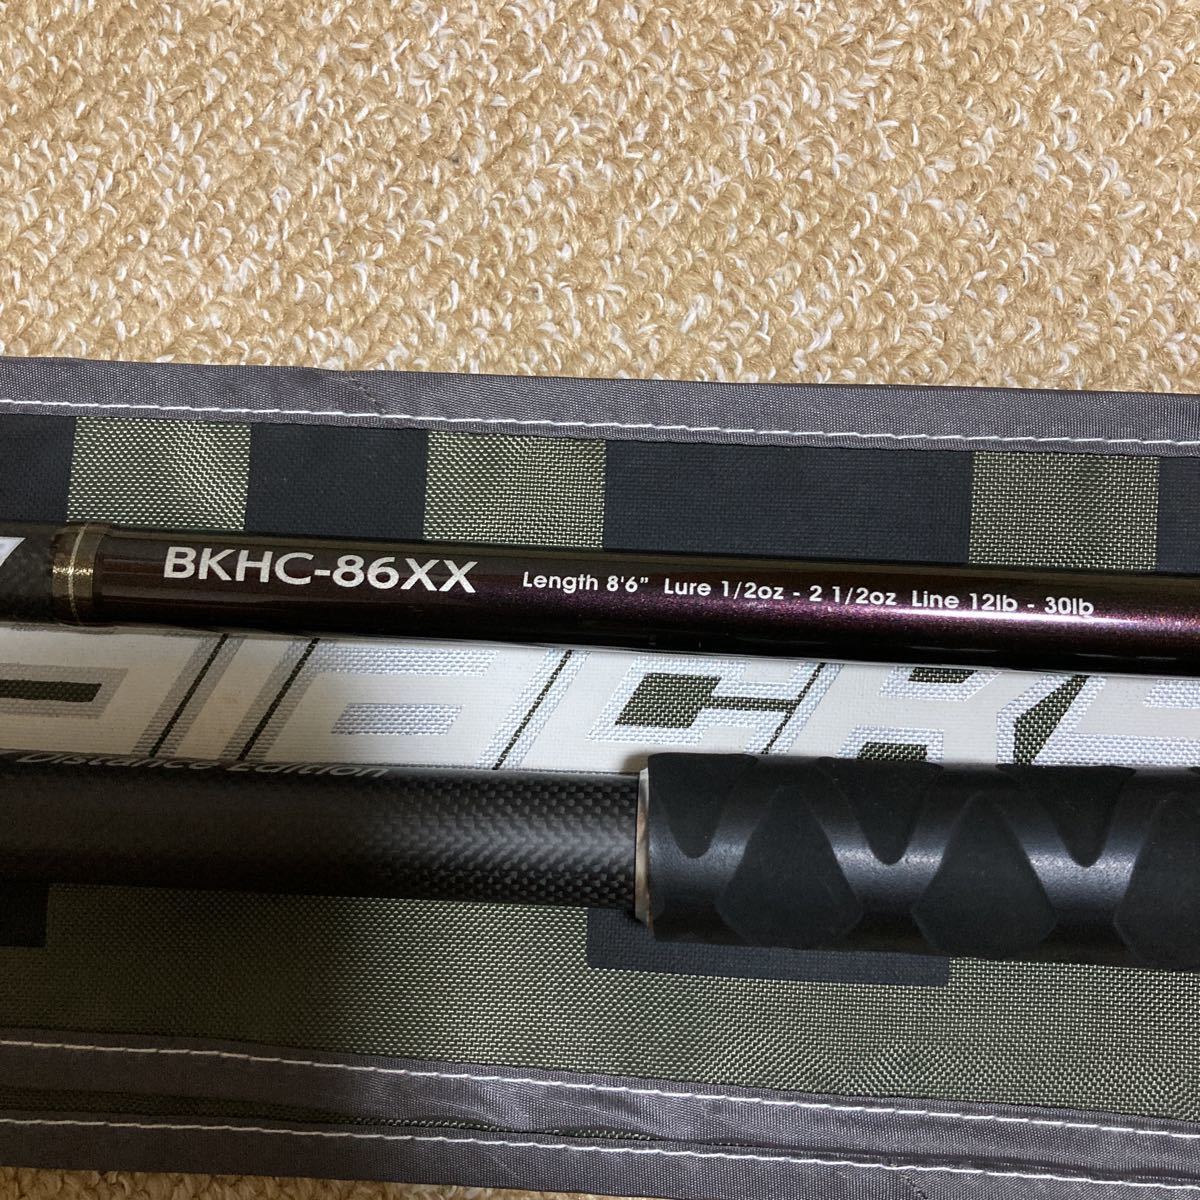 BKHC-86XX Length 8'6" Lure 1/2oz - 2 1/2oz Line 12lb - 30lb
Distance Edition